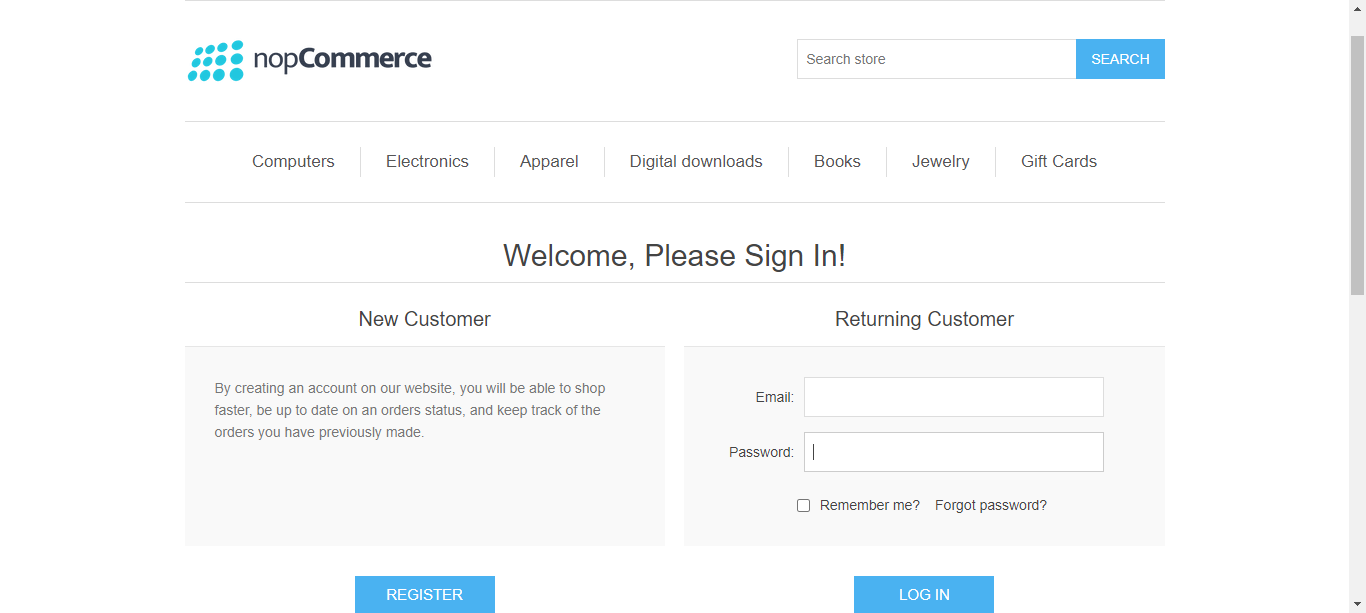 nopCommerce
Search store
SEARCH
Computers
Electronics
Apparel
Digital downloads
Books
Jewelry
Gift Cards
Welcome, Please Sign In!
New Customer
By creating an account on our website, you will be able to shop
faster, be up to date on an orders status, and keep track of the
orders you have previously made.
REGISTER
Returning Customer
Email:
Password:
Remember me? Forgot password?
LOG IN